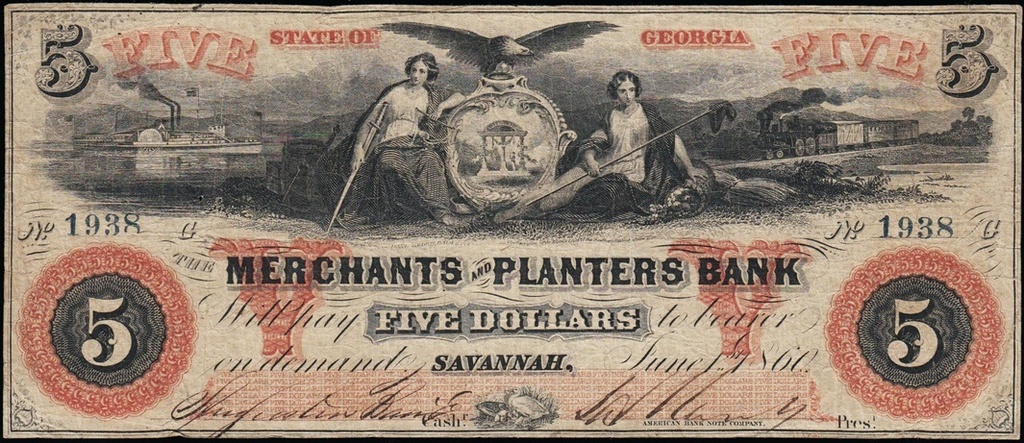 5 FIVE STATE OF GEORGIA FIVE 5
No 1938 G No 1938 G
THE MERCHANTS AND PLANTERS BANK
5 Will pay FIVE DOLLARS to bearer 5
on demand, SAVANNAH, June 1st, 1860.
Cash.r AMERICAN BANK NOTE COMPANY. Pres.t